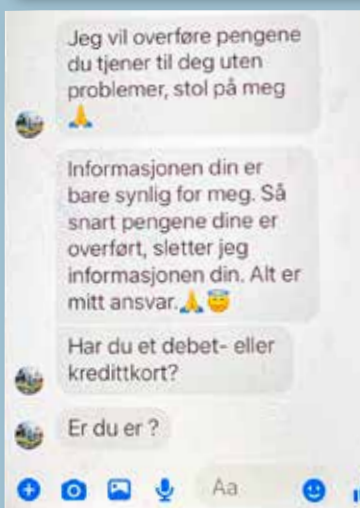 Jeg vil overføre pengene
du tjener til deg uten
problemer, stol på meg
🙏
Informasjonen din er
bare synlig for meg. Så
snart pengene dine er
overført, sletter jeg
informasjonen din. Alt er
mitt ansvar.🙏😇
Har du et debet- eller
kredittkort?
Er du er ?
Aa